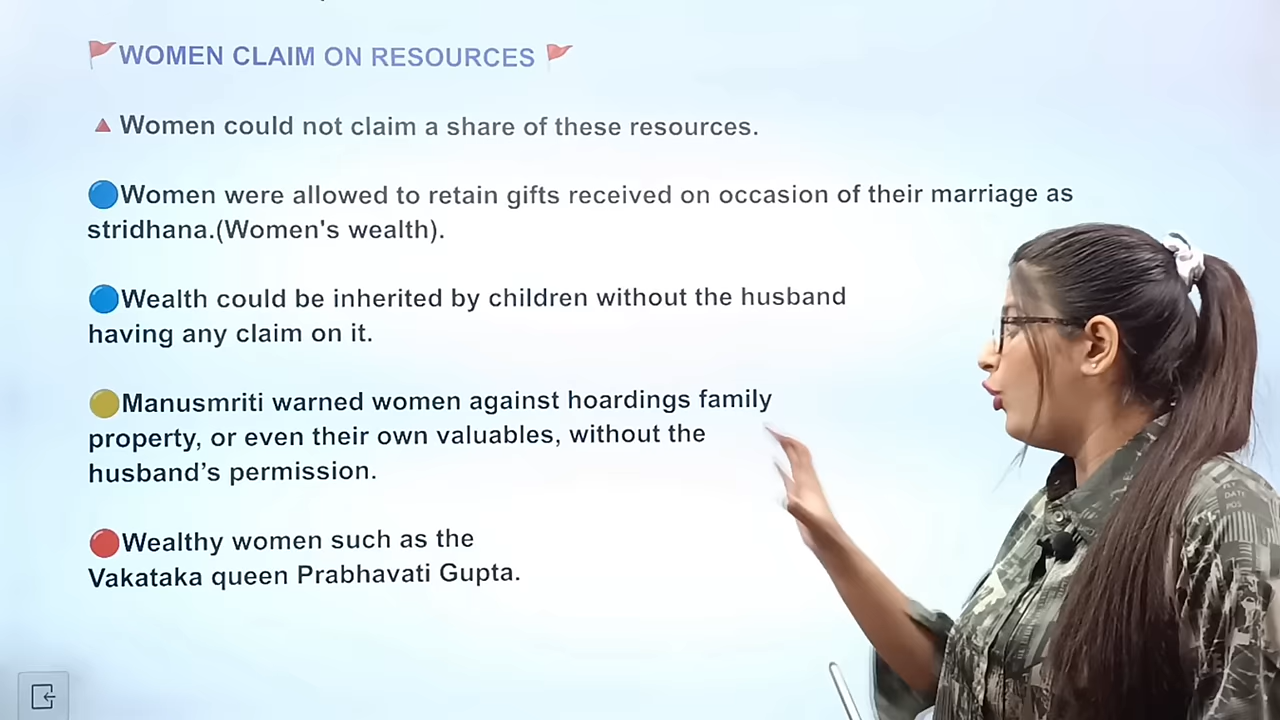 🚩WOMEN CLAIM ON RESOURCES🚩
🔺Women could not claim a share of these resources.
🔵Women were allowed to retain gifts received on occasion of their marriage as
stridhana.(Women's wealth).
🔵Wealth could be inherited by children without the husband
having any claim on it.
🟡Manusmriti warned women against hoardings family
property, or even their own valuables, without the
husband’s permission.
🔴Wealthy women such as the
Vakataka queen Prabhavati Gupta.